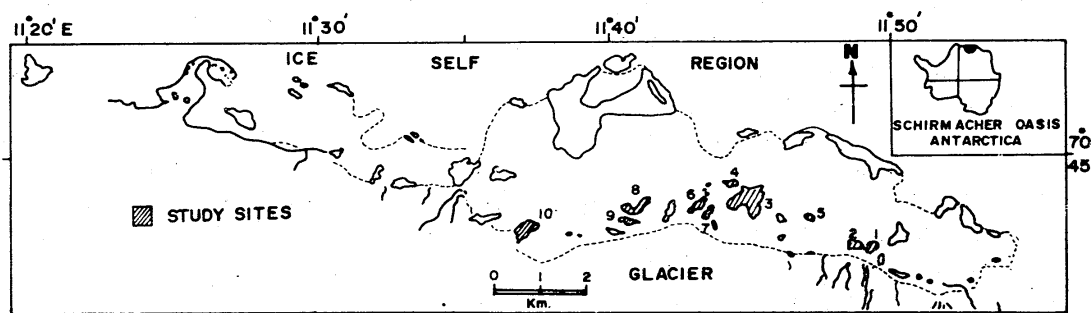 11°20'E 11°30' 11°40' 11°50'
ICE SELF REGION N
SCHIRMACHER OASIS
ANTARCTICA
70°
45'
4
8 6 3
STUDY SITES 10 9 7 5 2 1
0 1 2
Km.
GLACIER